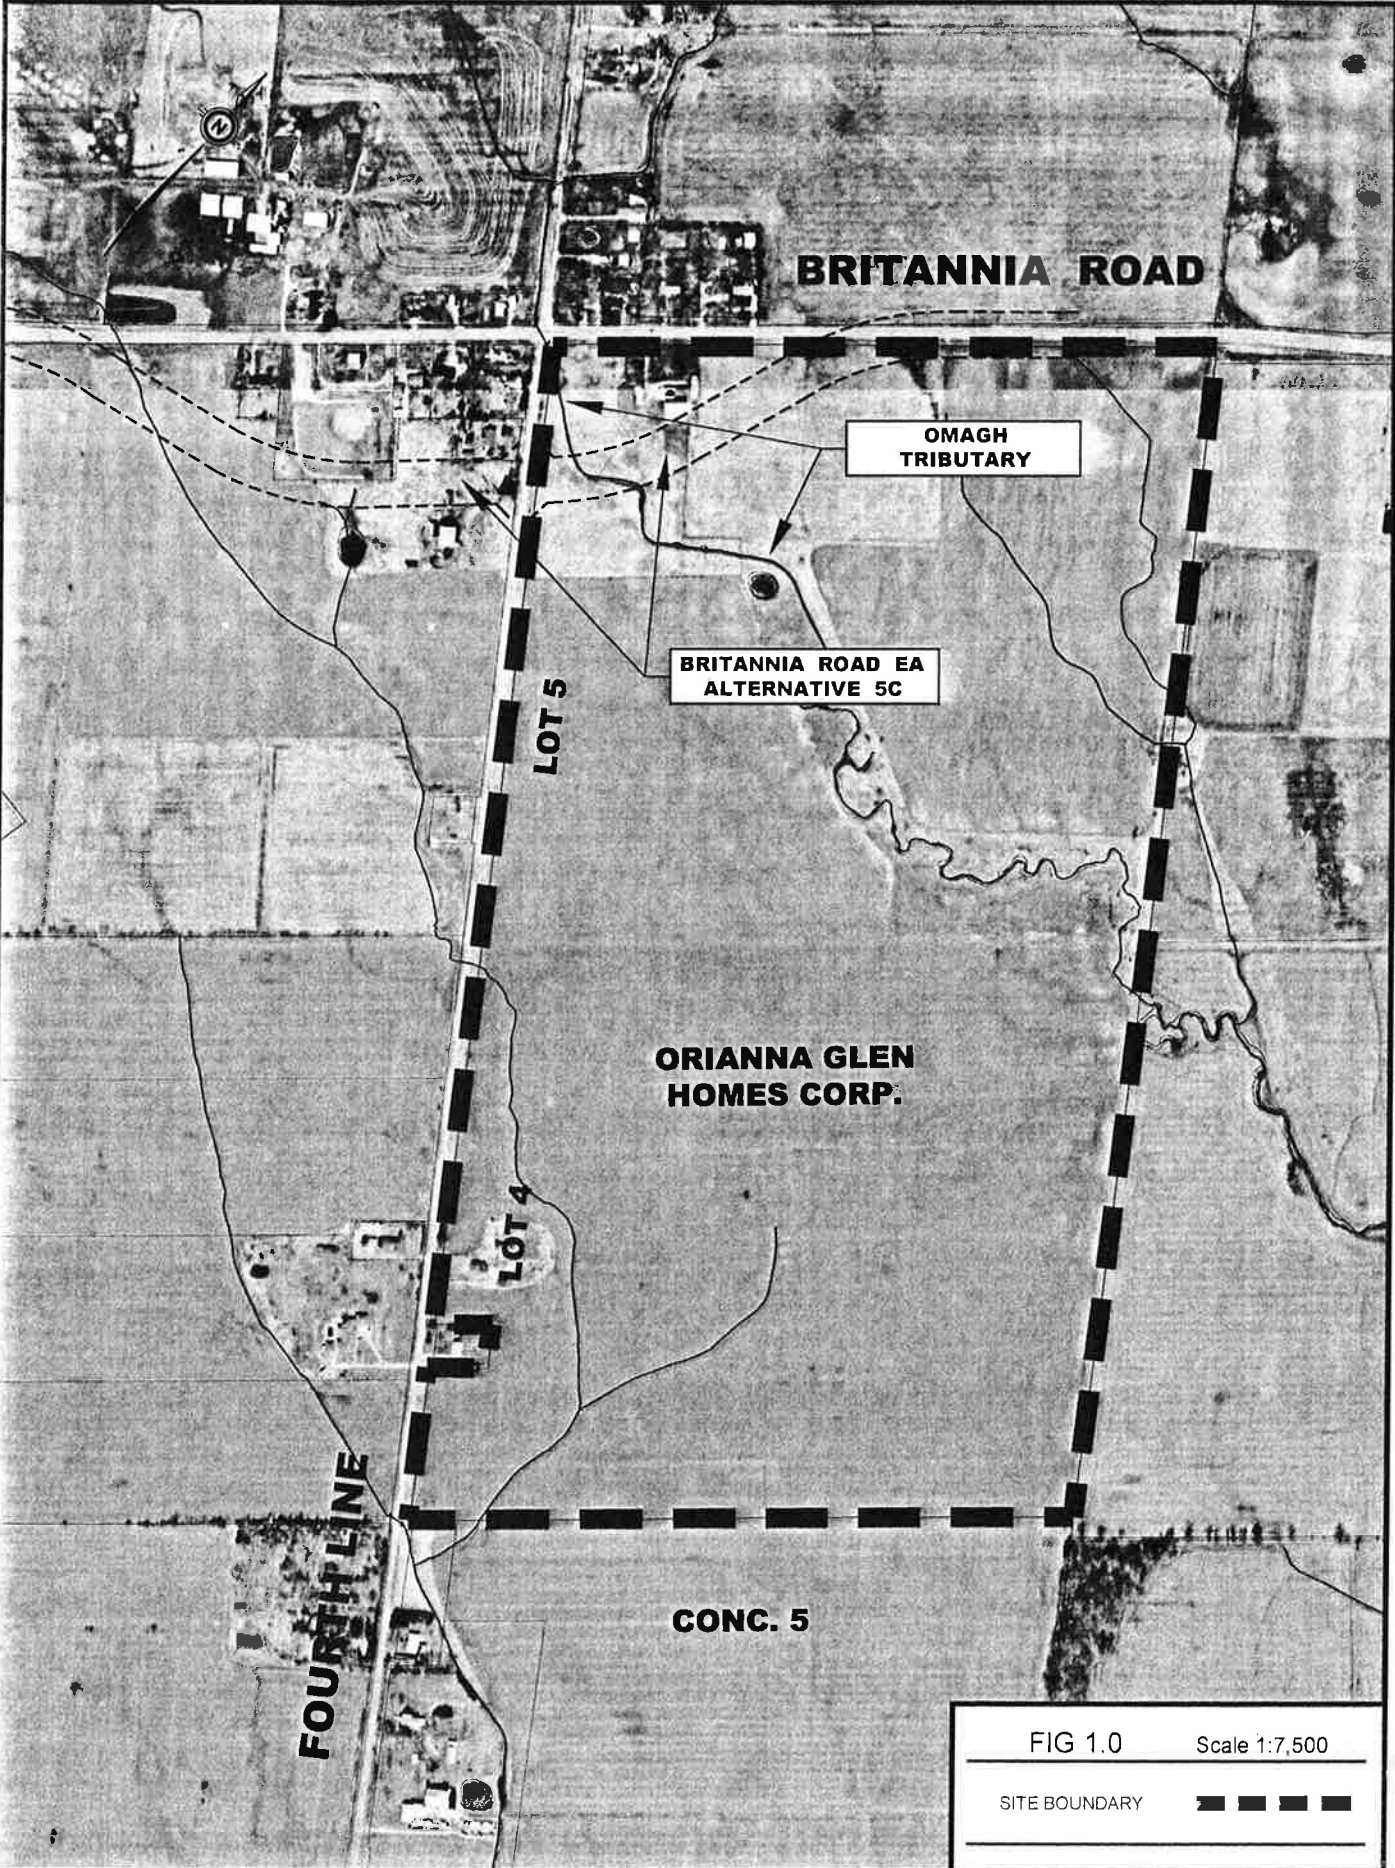 N
BRITANNIA ROAD
OMAGH
TRIBUTARY
BRITANNIA ROAD EA
ALTERNATIVE 5C
LOT 5
ORIANNA GLEN
HOMES CORP.
LOT 4
FOURTH LINE
CONC. 5
FIG 1.0 Scale 1:7,500
SITE BOUNDARY